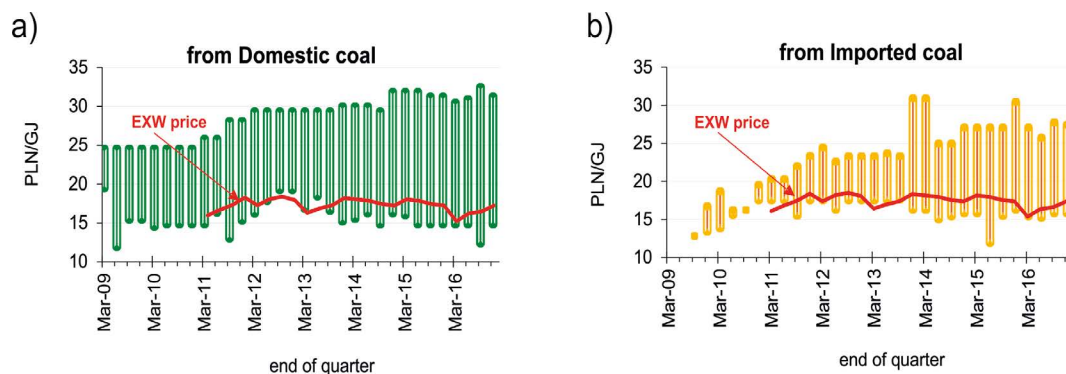 a)
from Domestic coal
35
30
25
20
15
10
PLN/GJ
EXW price
Mar-09
Mar-10
Mar-11
Mar-12
Mar-13
Mar-14
Mar-15
Mar-16
end of quarter
b)
from Imported coal
35
30
25
20
15
10
PLN/GJ
EXW price
Mar-09
Mar-10
Mar-11
Mar-12
Mar-13
Mar-14
Mar-15
Mar-16
end of quarter